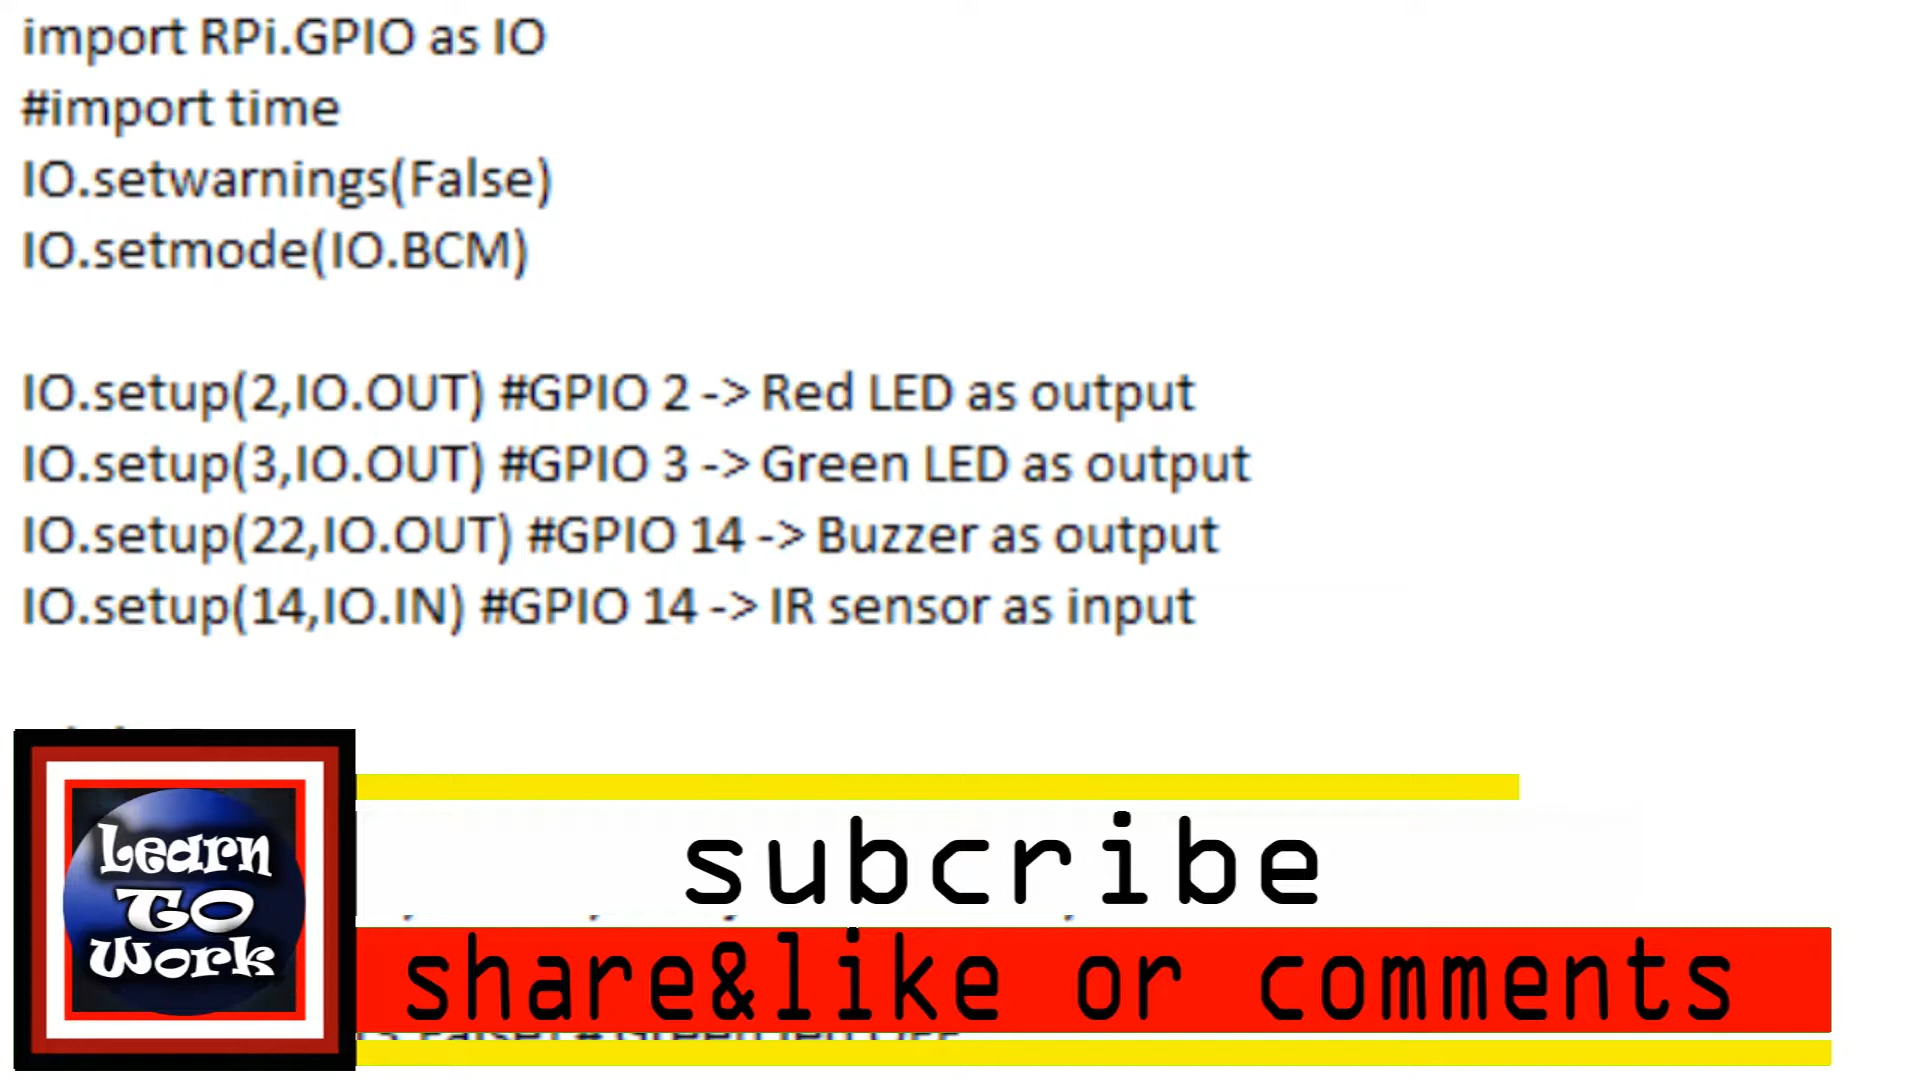 import RPi.GPIO as IO
#import time
IO.setwarnings(False)
IO.setmode(IO.BCM)
IO.setup(2,IO.OUT) #GPIO 2 -> Red LED as output
IO.setup(3,IO.OUT) #GPIO 3 -> Green LED as output
IO.setup(22,IO.OUT) #GPIO 14 -> Buzzer as output
IO.setup(14,IO.IN) #GPIO 14 -> IR sensor as input
Learn
TO
Work
subcribe
share&like or comments